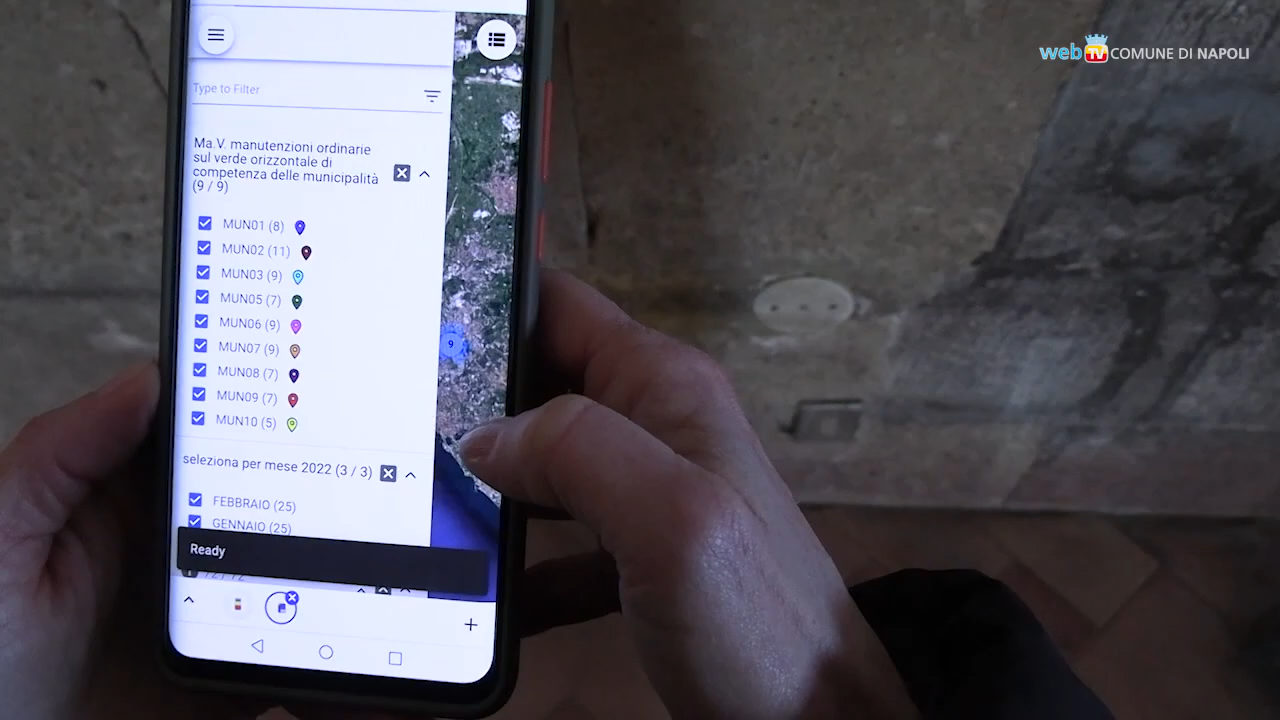 web TV COMUNE DI NAPOLI
Type to Filter
Ma.V. manutenzioni ordinarie
sul verde orizzontale di
competenza delle municipalità
(9 / 9)
MUN01 (8)
MUN02 (11)
MUN03 (9)
MUN05 (7)
MUN06 (9)
MUN07 (9)
MUN08 (7)
MUN09 (7)
MUN10 (5)
9
seleziona per mese 2022 (3 / 3)
FEBBRAIO (25)
GENNAIO (25)
Ready